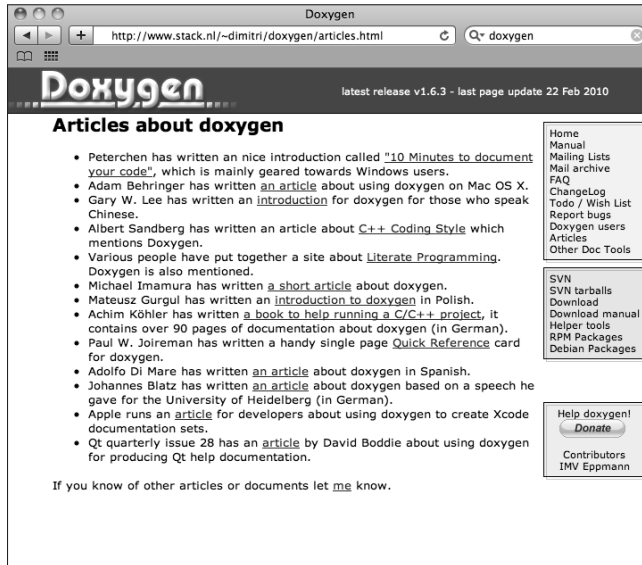 Doxygen
http://www.stack.nl/~dimitri/doxygen/articles.html
doxygen
Doxygen
latest release v1.6.3 - last page update 22 Feb 2010
Articles about doxygen
• Peterchen has written an nice introduction called "10 Minutes to document
your code", which is mainly geared towards Windows users.
• Adam Behringer has written an article about using doxygen on Mac OS X.
• Gary W. Lee has written an introduction for doxygen for those who speak
Chinese.
• Albert Sandberg has written an article about C++ Coding Style which
mentions Doxygen.
• Various people have put together a site about Literate Programming.
Doxygen is also mentioned.
• Michael Imamura has written a short article about doxygen.
• Mateusz Gurgul has written an introduction to doxygen in Polish.
• Achim Köhler has written a book to help running a C/C++ project, it
contains over 90 pages of documentation about doxygen (in German).
• Paul W. Joireman has written a handy single page Quick Reference card
for doxygen.
• Adolfo Di Mare has written an article about doxygen in Spanish.
• Johannes Blatz has written an article about doxygen based on a speech he
gave for the University of Heidelberg (in German).
• Apple runs an article for developers about using doxygen to create Xcode
documentation sets.
• Qt quarterly issue 28 has an article by David Boddie about using doxygen
for producing Qt help documentation.
If you know of other articles or documents let me know.
Home
Manual
Mailing Lists
Mail archive
FAQ
ChangeLog
Todo / Wish List
Report bugs
Doxygen users
Articles
Other Doc Tools
SVN
SVN tarballs
Download
Download manual
Helper tools
RPM Packages
Debian Packages
Help doxygen!
Donate
Contributors
IMV Eppmann